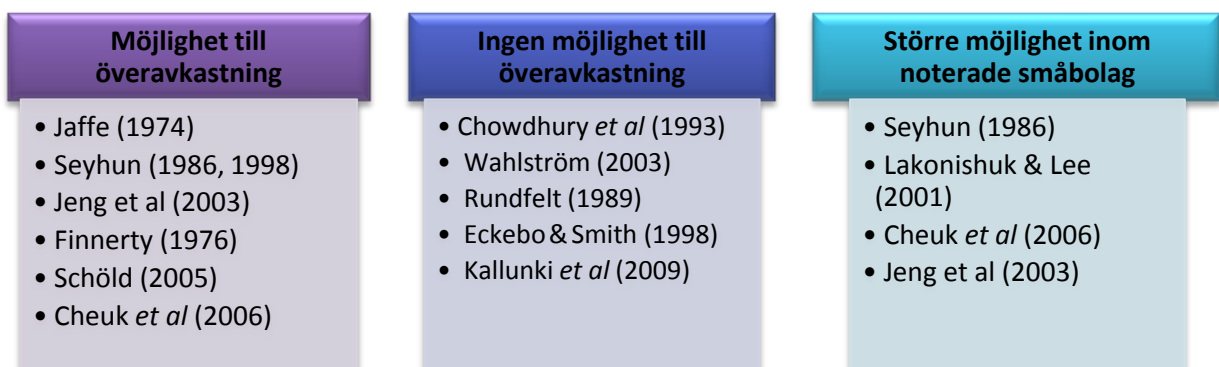 Möjlighet till
överavkastning
• Jaffe (1974)
• Seyhun (1986, 1998)
• Jeng et al (2003)
• Finnerty (1976)
• Schöld (2005)
• Cheuk et al (2006)
Ingen möjlighet till
överavkastning
• Chowdhury et al (1993)
• Wahlström (2003)
• Rundfelt (1989)
• Eckebo & Smith (1998)
• Kallunki et al (2009)
Större möjlighet inom
noterade småbolag
• Seyhun (1986)
• Lakonishuk & Lee
(2001)
• Cheuk et al (2006)
• Jeng et al (2003)